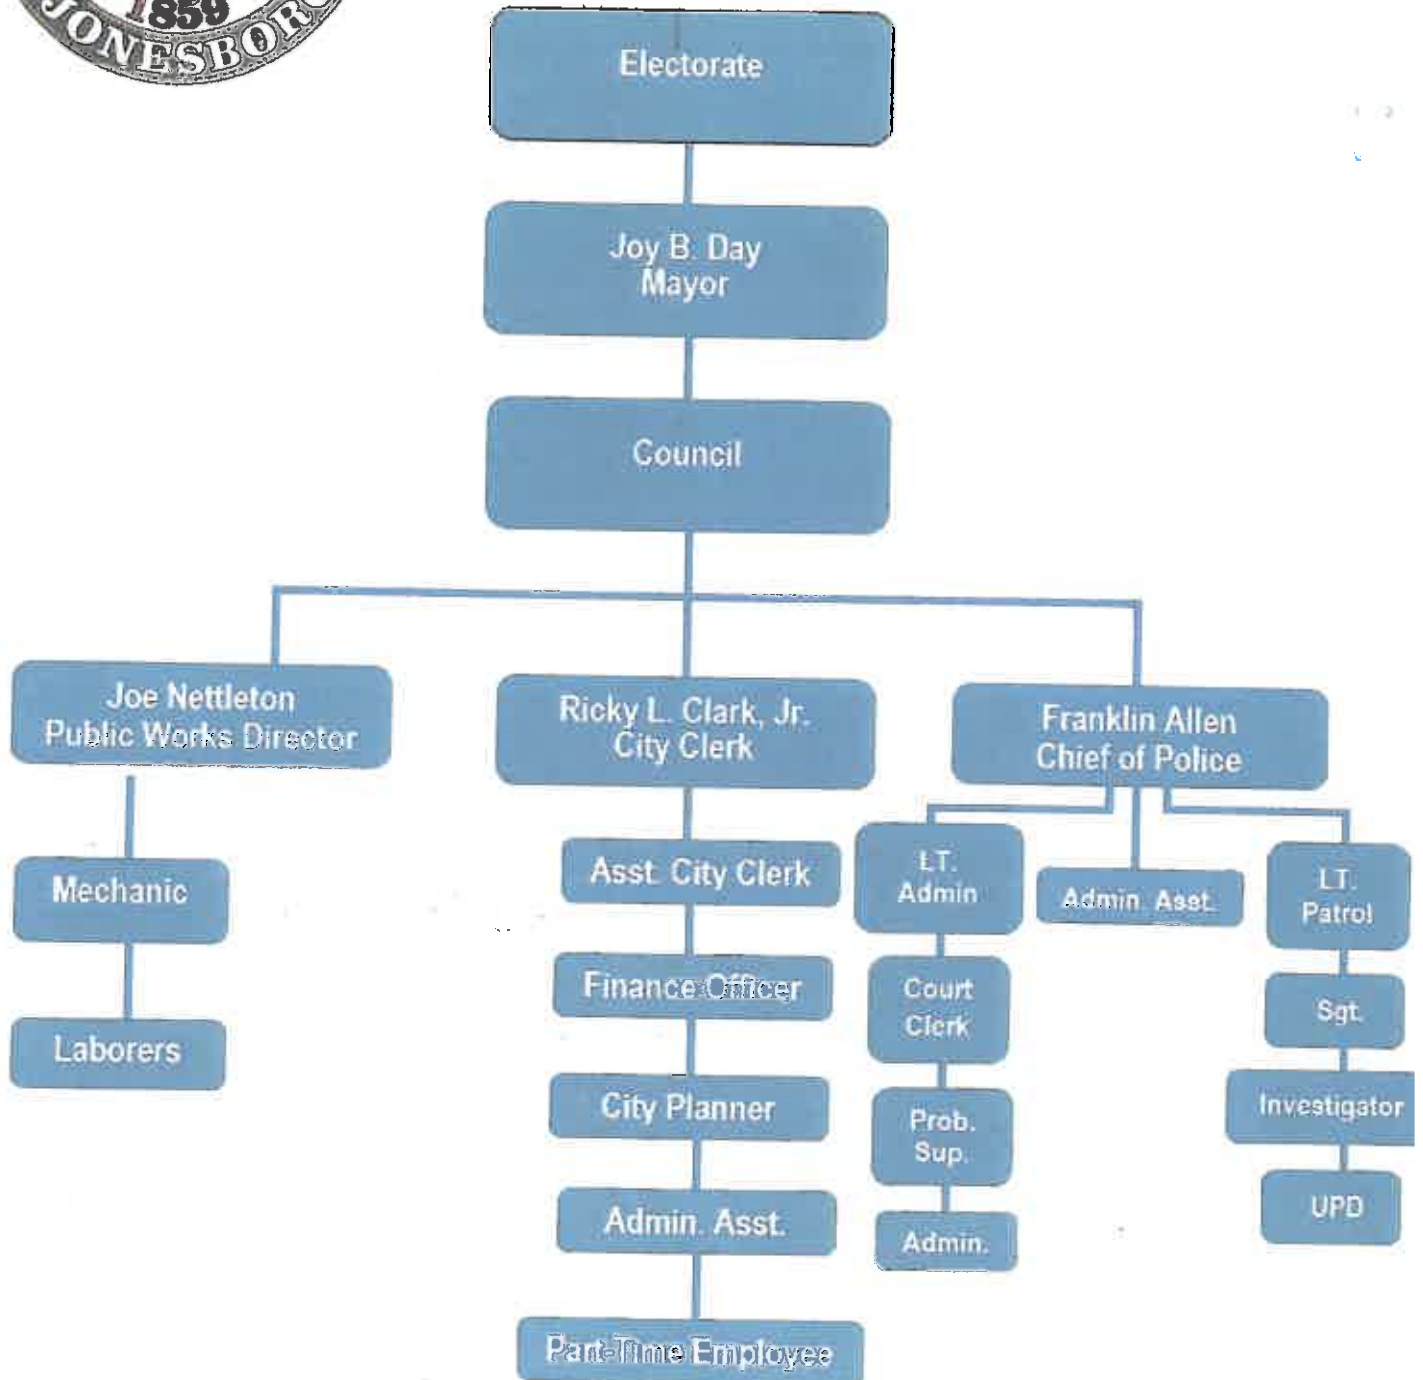 1859
JONESBORO
Electorate
Joy B. Day
Mayor
Council
Joe Nettleton
Public Works Director
Ricky L. Clark, Jr.
City Clerk
Franklin Allen
Chief of Police
Mechanic
Laborers
Asst. City Clerk
Finance Officer
City Planner
Admin. Asst.
Part-Time Employee
LT.
Admin
Court
Clerk
Prob.
Sup.
Admin.
Admin. Asst.
LT.
Patrol
Sgt.
Investigator
UPD